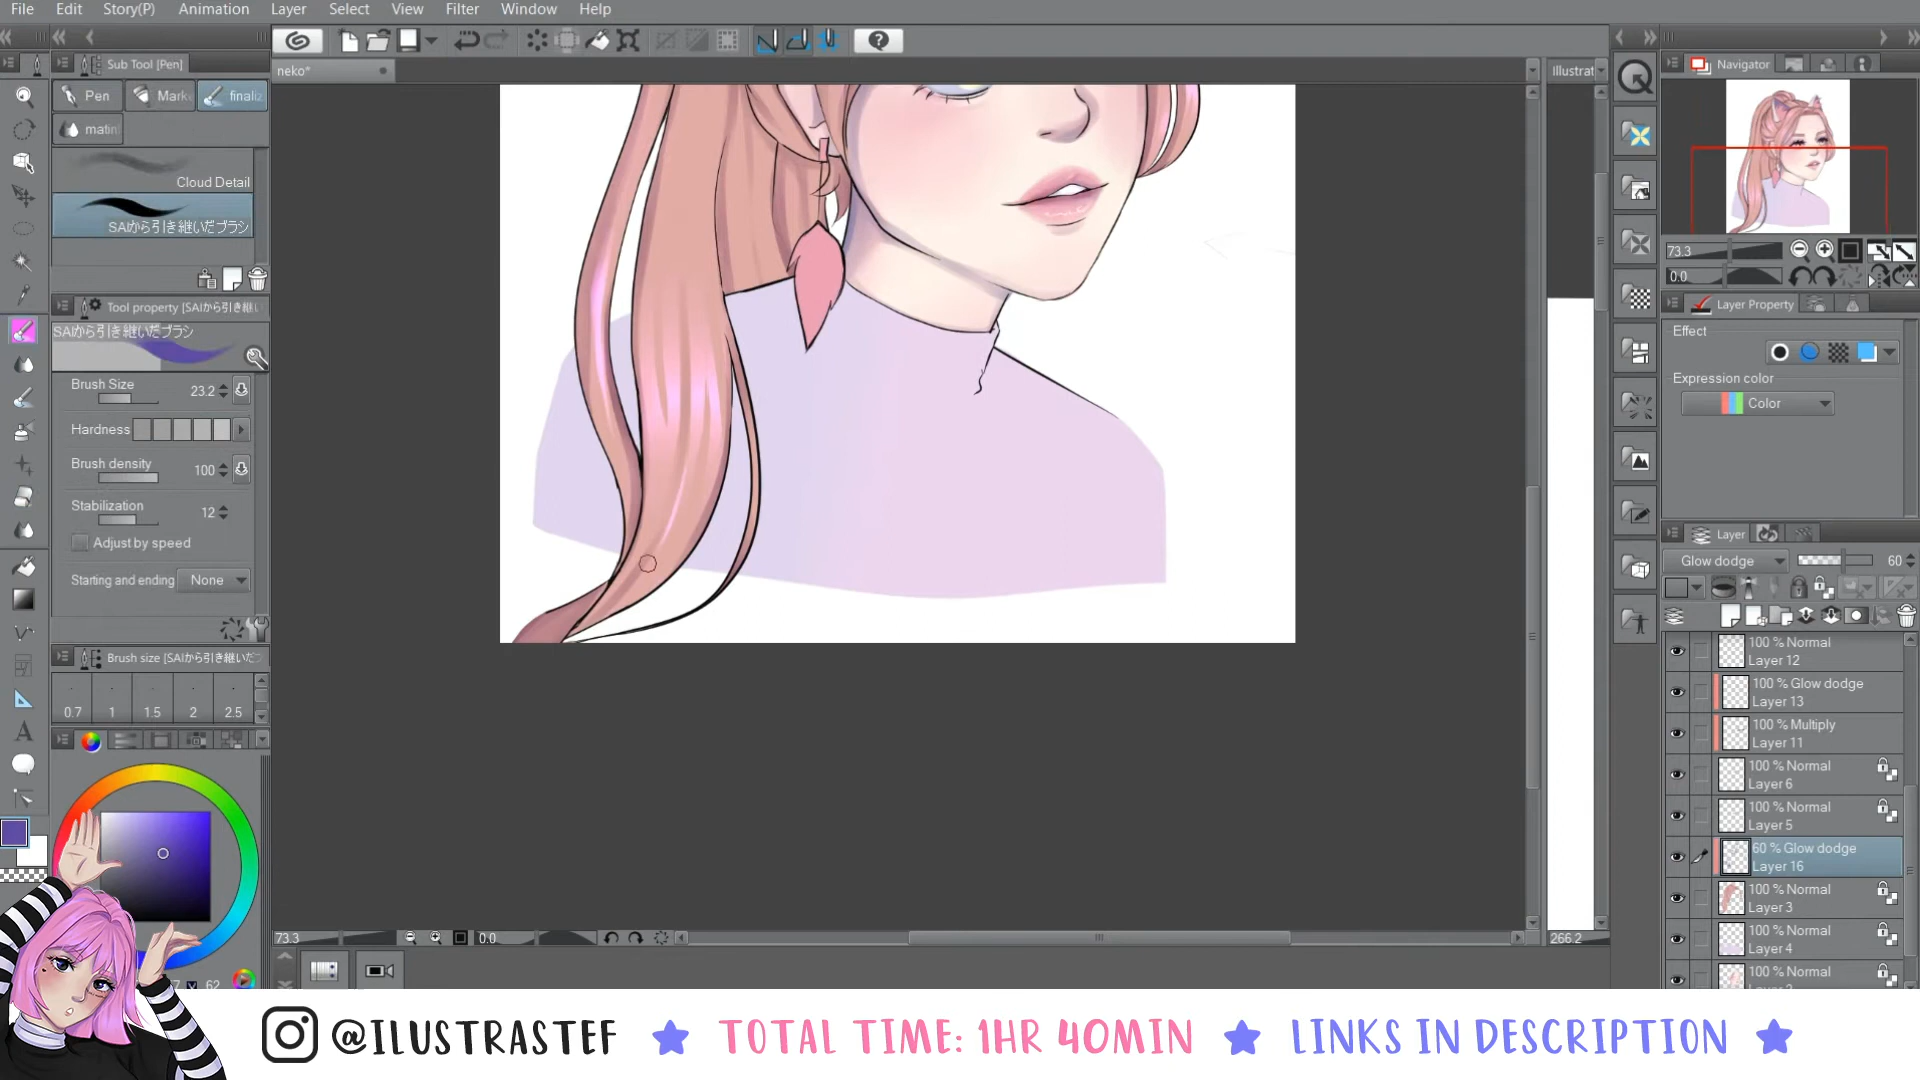 File Edit Story(P) Animation Layer Select View Filter Window Help
neko*
Illustrat
Sub Tool [Pen]
Pen
Mark
finaliz
matin
Cloud Detail
SAIから引き継いだブラシ
Tool property [SAIから引き継い
SAIから引き継いだブラシ
Brush Size 23.2
Hardness
Brush density 100
Stabilization 12
Adjust by speed
Starting and ending None
Brush size [SAIから引き継いだブ
0.7 1 1.5 2 2.5
62
73.3 0.0
266.2
Navigator
73.3
0.0
Layer Property
Effect
Expression color
Color
Layer
Glow dodge 60
100 % Normal
Layer 12
100 % Glow dodge
Layer 13
100 % Multiply
Layer 11
100 % Normal
Layer 6
100 % Normal
Layer 5
60 % Glow dodge
Layer 16
100 % Normal
Layer 3
100 % Normal
Layer 4
100 % Normal
@ILUSTRASTEF ★ TOTAL TIME: 1HR 40MIN ★ LINKS IN DESCRIPTION ★